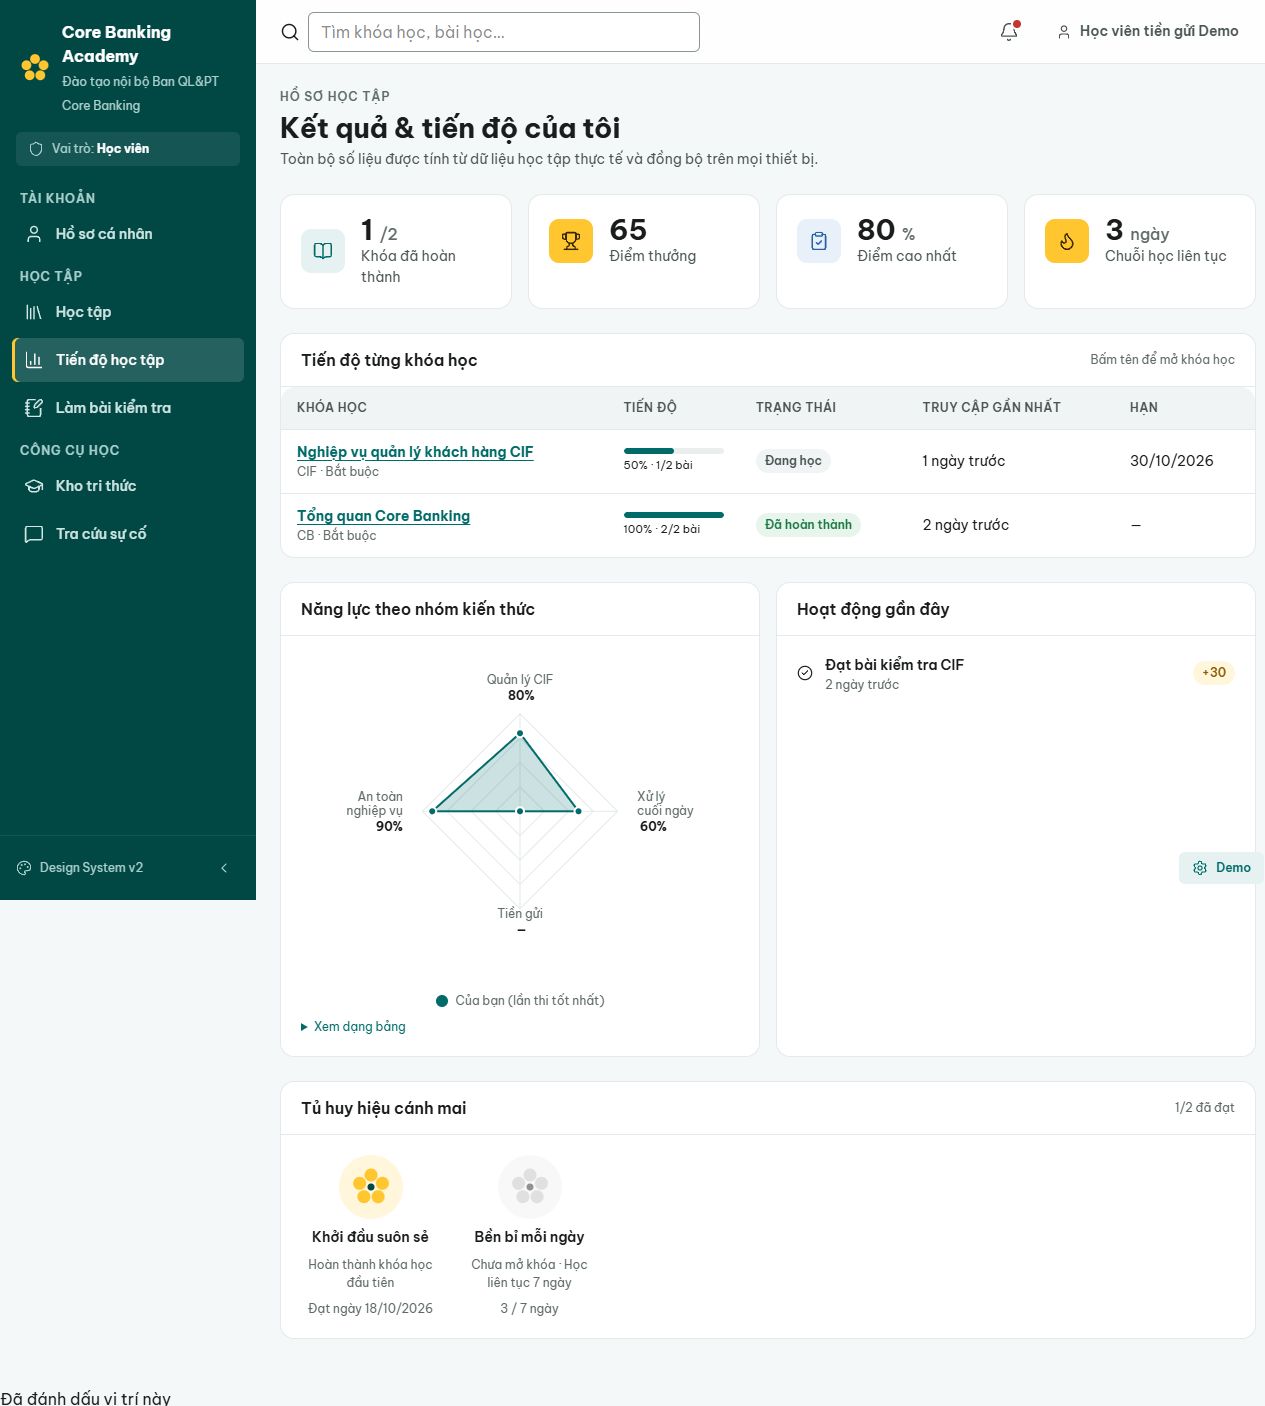 Core Banking
Academy
Đào tạo nội bộ Ban QL&PT
Core Banking
Vai trò: Học viên
TÀI KHOẢN
Hồ sơ cá nhân
HỌC TẬP
Học tập
Tiến độ học tập
Làm bài kiểm tra
CÔNG CỤ HỌC
Kho tri thức
Tra cứu sự cố
Design System v2
Tìm khóa học, bài học...
Học viên tiền gửi Demo
HỒ SƠ HỌC TẬP
Kết quả & tiến độ của tôi
Toàn bộ số liệu được tính từ dữ liệu học tập thực tế và đồng bộ trên mọi thiết bị.
1 /2
Khóa đã hoàn
thành
65
Điểm thưởng
80 %
Điểm cao nhất
3 ngày
Chuỗi học liên tục
Tiến độ từng khóa học
Bấm tên để mở khóa học
KHÓA HỌC TIẾN ĐỘ TRẠNG THÁI TRUY CẬP GẦN NHẤT HẠN
Nghiệp vụ quản lý khách hàng CIF
CIF · Bắt buộc
50% · 1/2 bài
Đang học
1 ngày trước
30/10/2026
Tổng quan Core Banking
CB · Bắt buộc
100% · 2/2 bài
Đã hoàn thành
2 ngày trước
—
Năng lực theo nhóm kiến thức
Quản lý CIF
80%
An toàn
nghiệp vụ
90%
Xử lý
cuối ngày
60%
Tiền gửi
—
Của bạn (lần thi tốt nhất)
Xem dạng bảng
Hoạt động gần đây
Đạt bài kiểm tra CIF
2 ngày trước
+30
Demo
Tủ huy hiệu cánh mai
1/2 đã đạt
Khởi đầu suôn sẻ
Hoàn thành khóa học
đầu tiên
Đạt ngày 18/10/2026
Bền bỉ mỗi ngày
Chưa mở khóa · Học
liên tục 7 ngày
3 / 7 ngày
Đã đánh dấu vị trí này